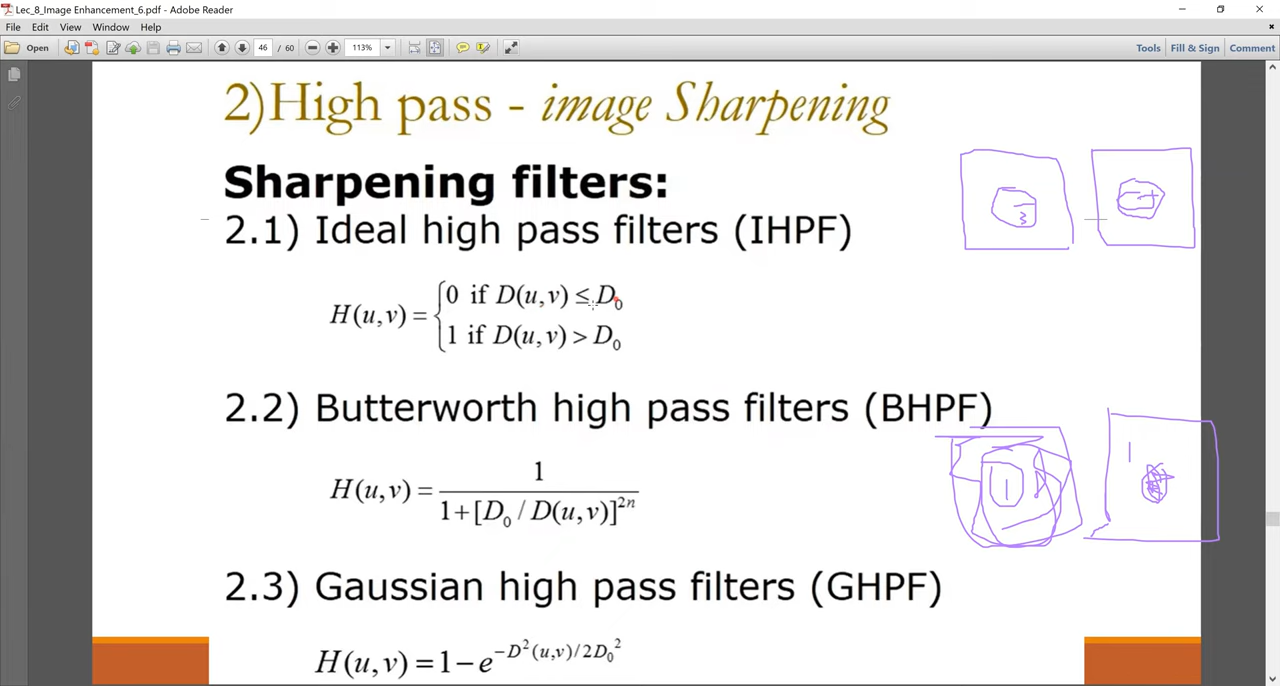 Lec_8_Image Enhancement_6.pdf - Adobe Reader
File Edit View Window Help
Open 46 / 60 113% Tools Fill & Sign Comment
2)High pass - image Sharpening
Sharpening filters:
2.1) Ideal high pass filters (IHPF)
H(u,v) = {0 if D(u,v) ≤ D₀
1 if D(u,v) > D₀
2.2) Butterworth high pass filters (BHPF)
H(u,v) = 1 / 1+[D₀ / D(u,v)]²ⁿ
2.3) Gaussian high pass filters (GHPF)
H(u,v) = 1 − e^(−D²(u,v)/2D₀²)
3
1
1